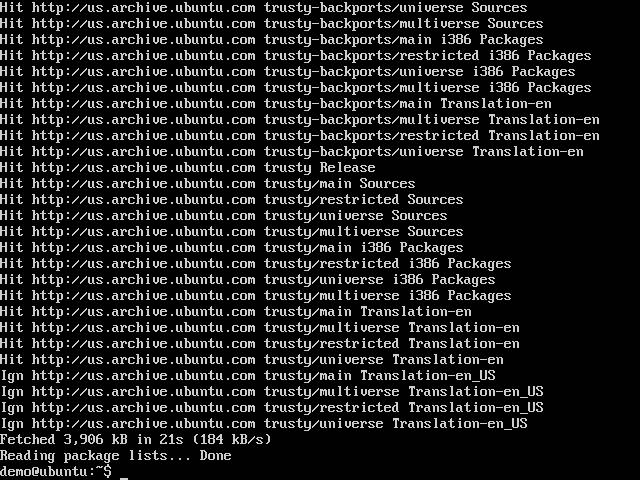 Hit http://us.archive.ubuntu.com trusty-backports/universe Sources
Hit http://us.archive.ubuntu.com trusty-backports/multiverse Sources
Hit http://us.archive.ubuntu.com trusty-backports/main i386 Packages
Hit http://us.archive.ubuntu.com trusty-backports/restricted i386 Packages
Hit http://us.archive.ubuntu.com trusty-backports/universe i386 Packages
Hit http://us.archive.ubuntu.com trusty-backports/multiverse i386 Packages
Hit http://us.archive.ubuntu.com trusty-backports/main Translation-en
Hit http://us.archive.ubuntu.com trusty-backports/multiverse Translation-en
Hit http://us.archive.ubuntu.com trusty-backports/restricted Translation-en
Hit http://us.archive.ubuntu.com trusty-backports/universe Translation-en
Hit http://us.archive.ubuntu.com trusty Release
Hit http://us.archive.ubuntu.com trusty/main Sources
Hit http://us.archive.ubuntu.com trusty/restricted Sources
Hit http://us.archive.ubuntu.com trusty/universe Sources
Hit http://us.archive.ubuntu.com trusty/multiverse Sources
Hit http://us.archive.ubuntu.com trusty/main i386 Packages
Hit http://us.archive.ubuntu.com trusty/restricted i386 Packages
Hit http://us.archive.ubuntu.com trusty/universe i386 Packages
Hit http://us.archive.ubuntu.com trusty/multiverse i386 Packages
Hit http://us.archive.ubuntu.com trusty/main Translation-en
Hit http://us.archive.ubuntu.com trusty/multiverse Translation-en
Hit http://us.archive.ubuntu.com trusty/restricted Translation-en
Hit http://us.archive.ubuntu.com trusty/universe Translation-en
Ign http://us.archive.ubuntu.com trusty/main Translation-en_US
Ign http://us.archive.ubuntu.com trusty/multiverse Translation-en_US
Ign http://us.archive.ubuntu.com trusty/restricted Translation-en_US
Ign http://us.archive.ubuntu.com trusty/universe Translation-en_US
Fetched 3,906 kB in 21s (184 kB/s)
Reading package lists... Done
demo@ubuntu:~$ _